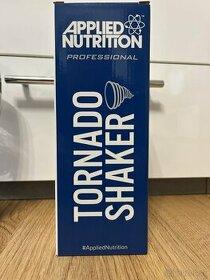 APPLIED
NUTRITION
PROFESSIONAL
TORNADO
SHAKER
#AppliedNutrition